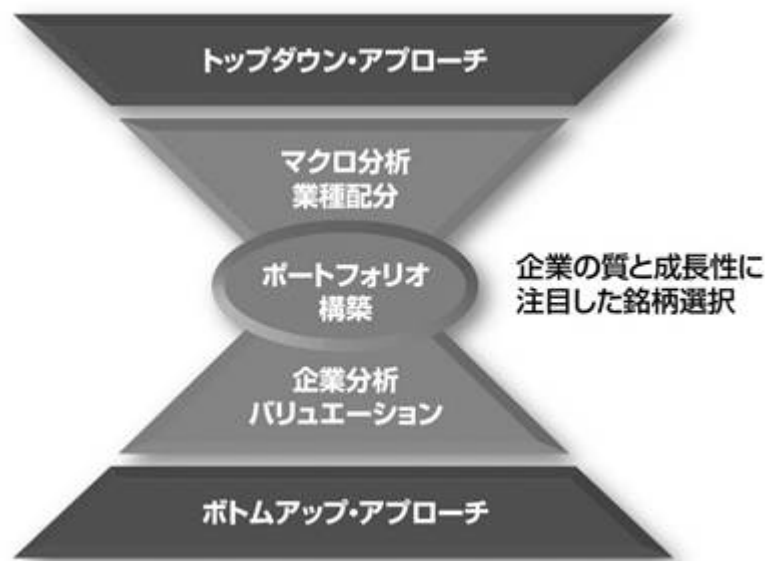 トップダウン・アプローチ
マクロ分析
業種配分
ポートフォリオ
構築
企業の質と成長性に
注目した銘柄選択
企業分析
バリュエーション
ボトムアップ・アプローチ